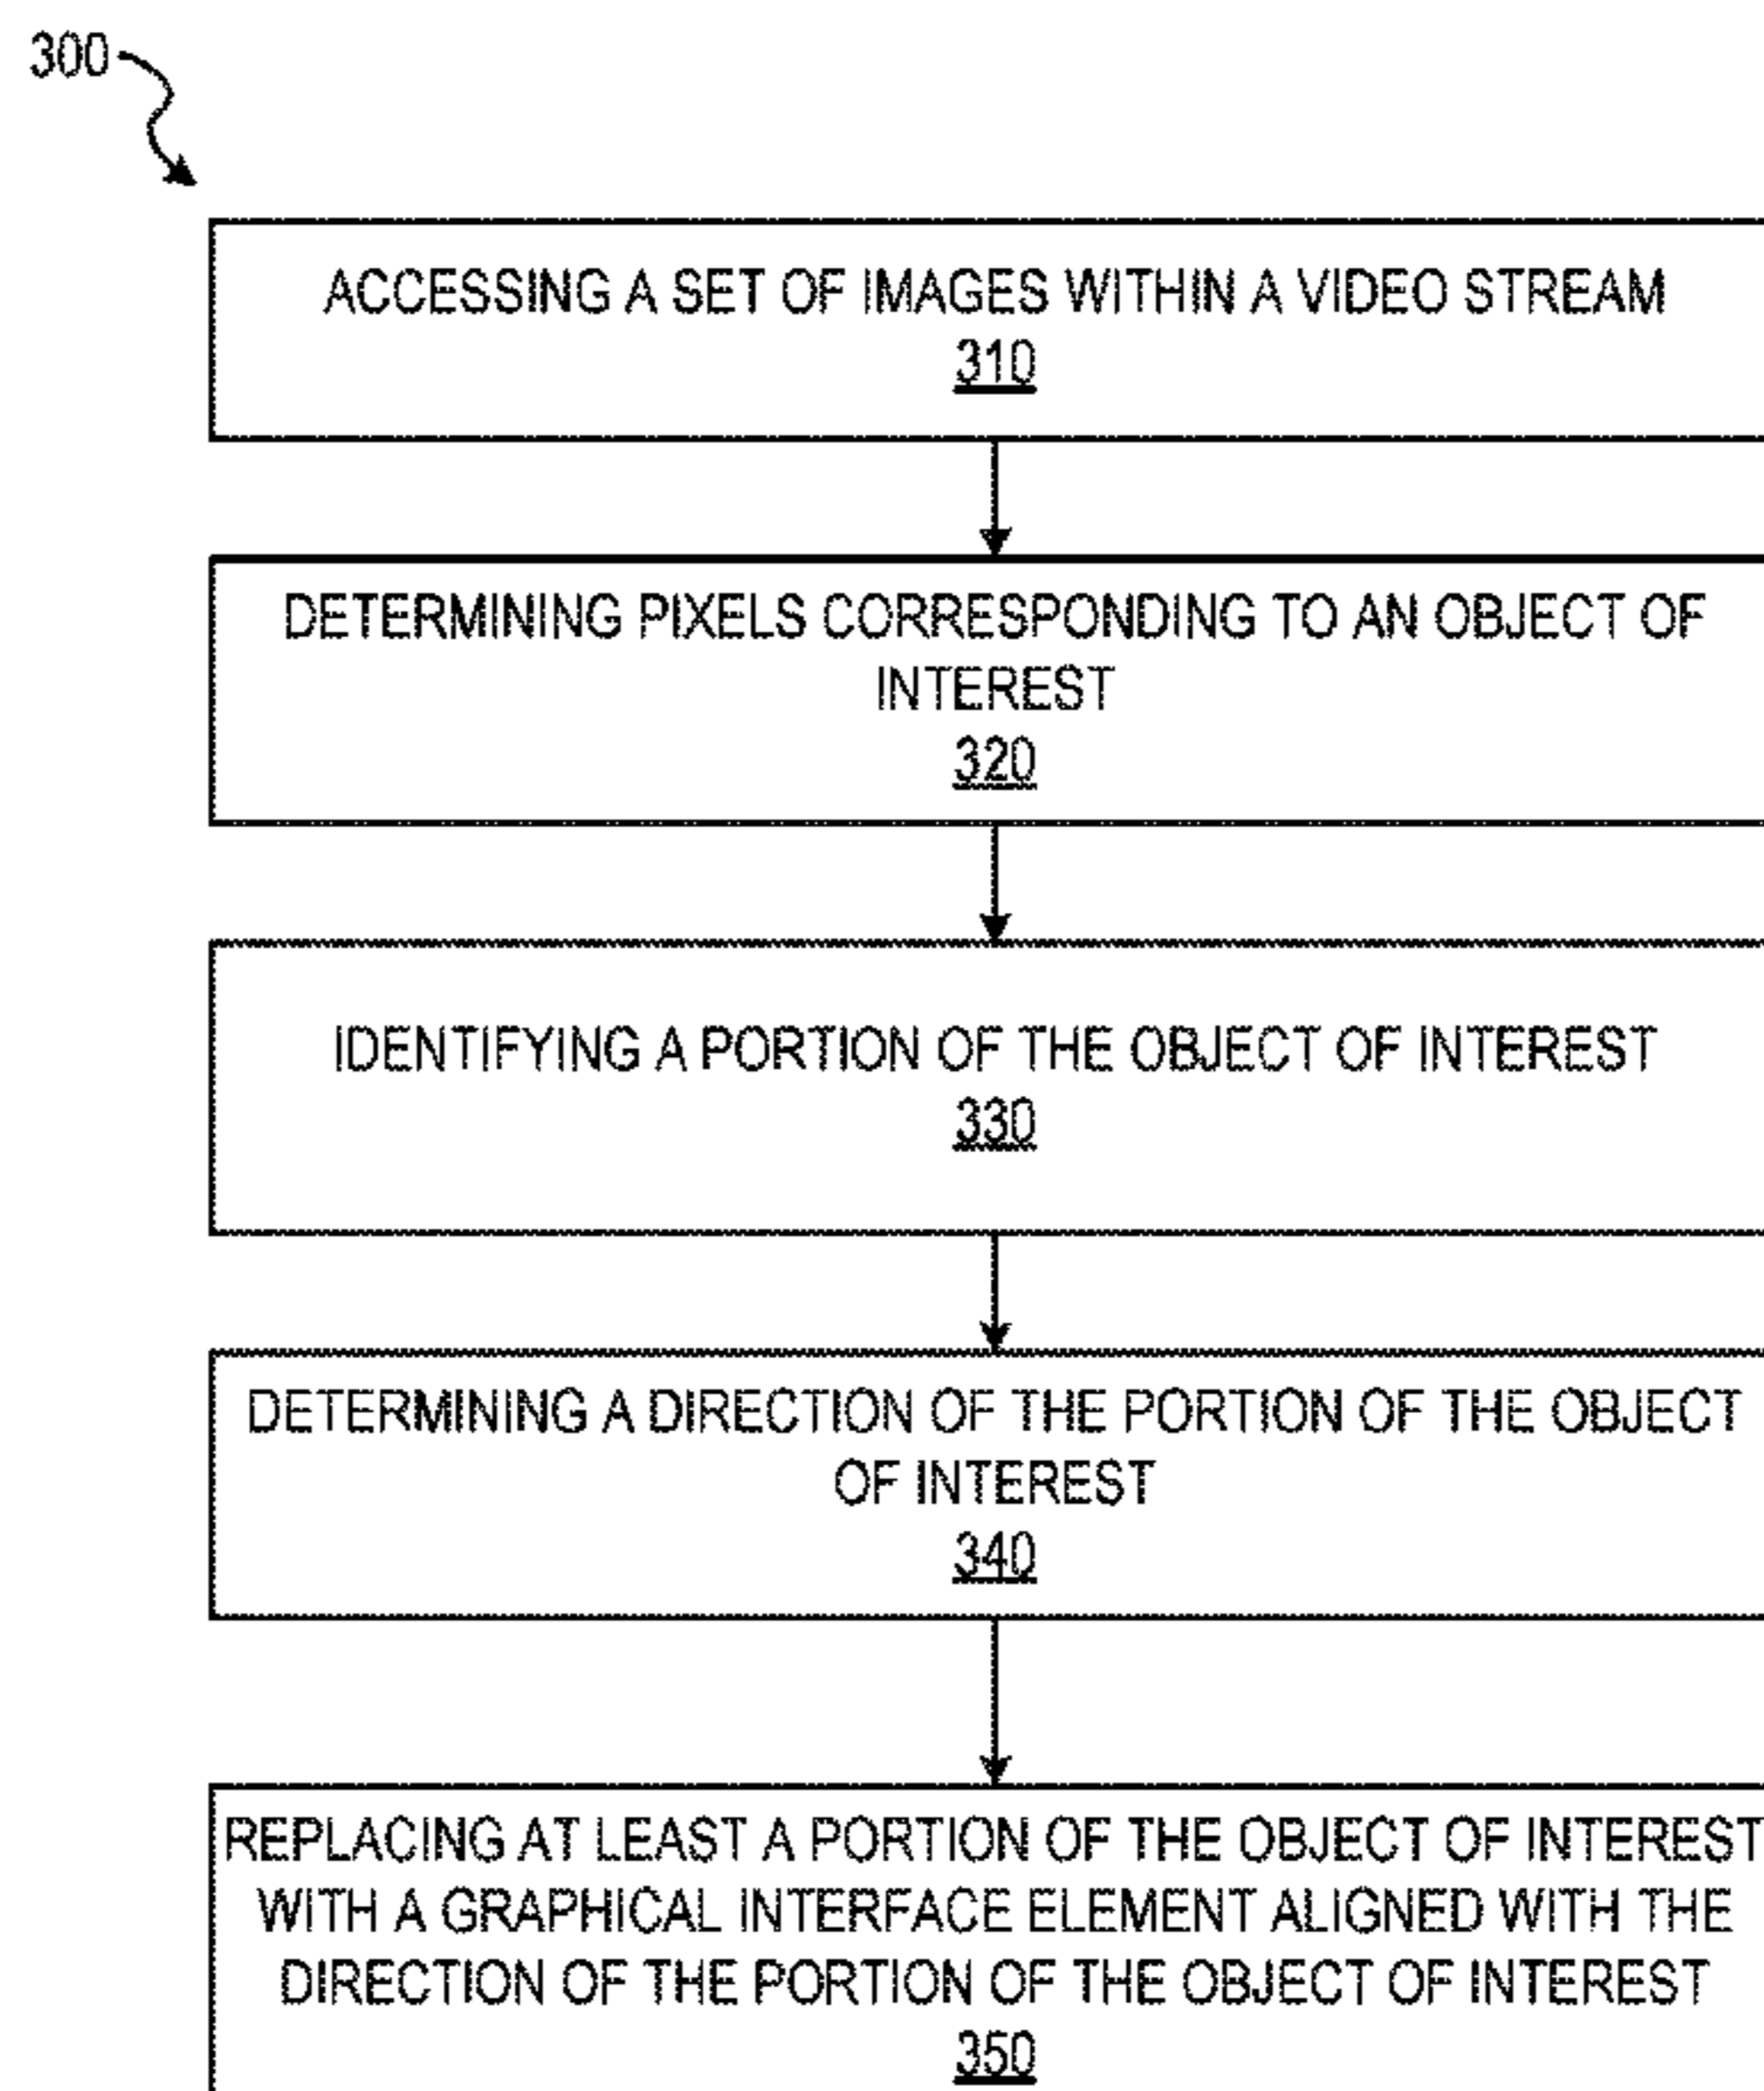 300
ACCESSING A SET OF IMAGES WITHIN A VIDEO STREAM
310
DETERMINING PIXELS CORRESPONDING TO AN OBJECT OF
INTEREST
320
IDENTIFYING A PORTION OF THE OBJECT OF INTEREST
330
DETERMINING A DIRECTION OF THE PORTION OF THE OBJECT
OF INTEREST
340
REPLACING AT LEAST A PORTION OF THE OBJECT OF INTEREST
WITH A GRAPHICAL INTERFACE ELEMENT ALIGNED WITH THE
DIRECTION OF THE PORTION OF THE OBJECT OF INTEREST
350